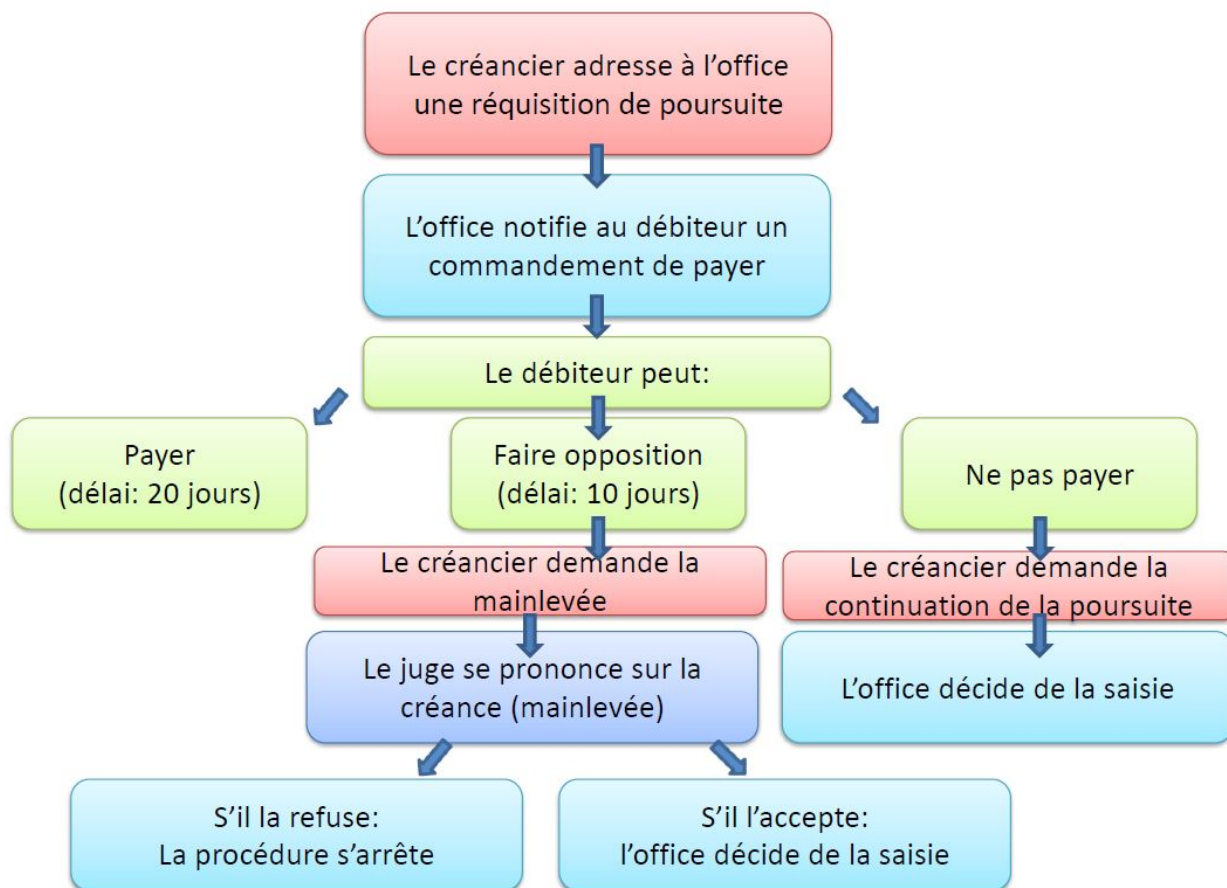 Le créancier adresse à l'office
une réquisition de poursuite
L'office notifie au débiteur un
commandement de payer
Le débiteur peut:
Payer
(délai: 20 jours)
Faire opposition
(délai: 10 jours)
Ne pas payer
Le créancier demande la
mainlevée
Le créancier demande la
continuation de la poursuite
Le juge se prononce sur la
créance (mainlevée)
L'office décide de la saisie
S'il la refuse:
La procédure s'arrête
S'il l'accepte:
l'office décide de la saisie